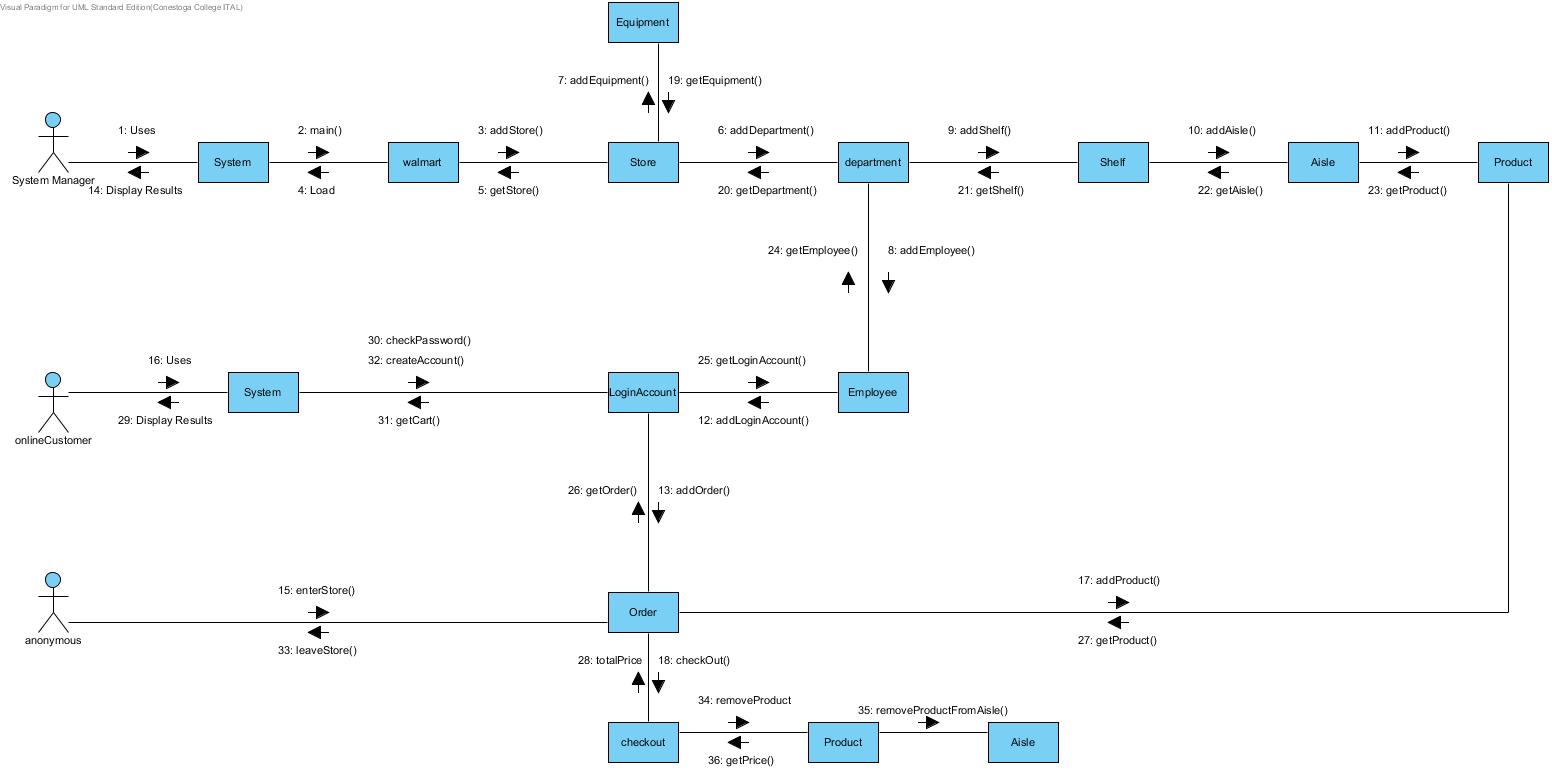 Visual Paradigm for UML Standard Edition(Conestoga College ITAL)
Equipment
7: addEquipment()
19: getEquipment()
1: Uses
2: main()
3: addStore()
6: addDepartment()
9: addShelf()
10: addAisle()
11: addProduct()
System
walmart
Store
department
Shelf
Aisle
Product
System Manager
14: Display Results
4: Load
5: getStore()
20: getDepartment()
21: getShelf()
22: getAisle()
23: getProduct()
24: getEmployee()
8: addEmployee()
30: checkPassword()
16: Uses
32: createAccount()
25: getLoginAccount()
System
LoginAccount
Employee
29: Display Results
31: getCart()
12: addLoginAccount()
onlineCustomer
26: getOrder()
13: addOrder()
15: enterStore()
17: addProduct()
Order
anonymous
33: leaveStore()
27: getProduct()
28: totalPrice
18: checkOut()
34: removeProduct
35: removeProductFromAisle()
checkout
Product
Aisle
36: getPrice()